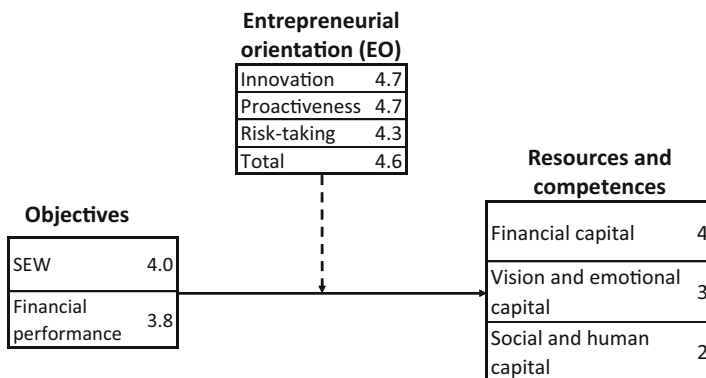 Entrepreneurial
orientation (EO)
Innovation 4.7
Proactiveness 4.7
Risk-taking 4.3
Total 4.6
Resources and
competences
Objectives
Financial capital 4
SEW 4.0
Vision and emotional
capital 3
Financial
performance 3.8
Social and human
capital 2